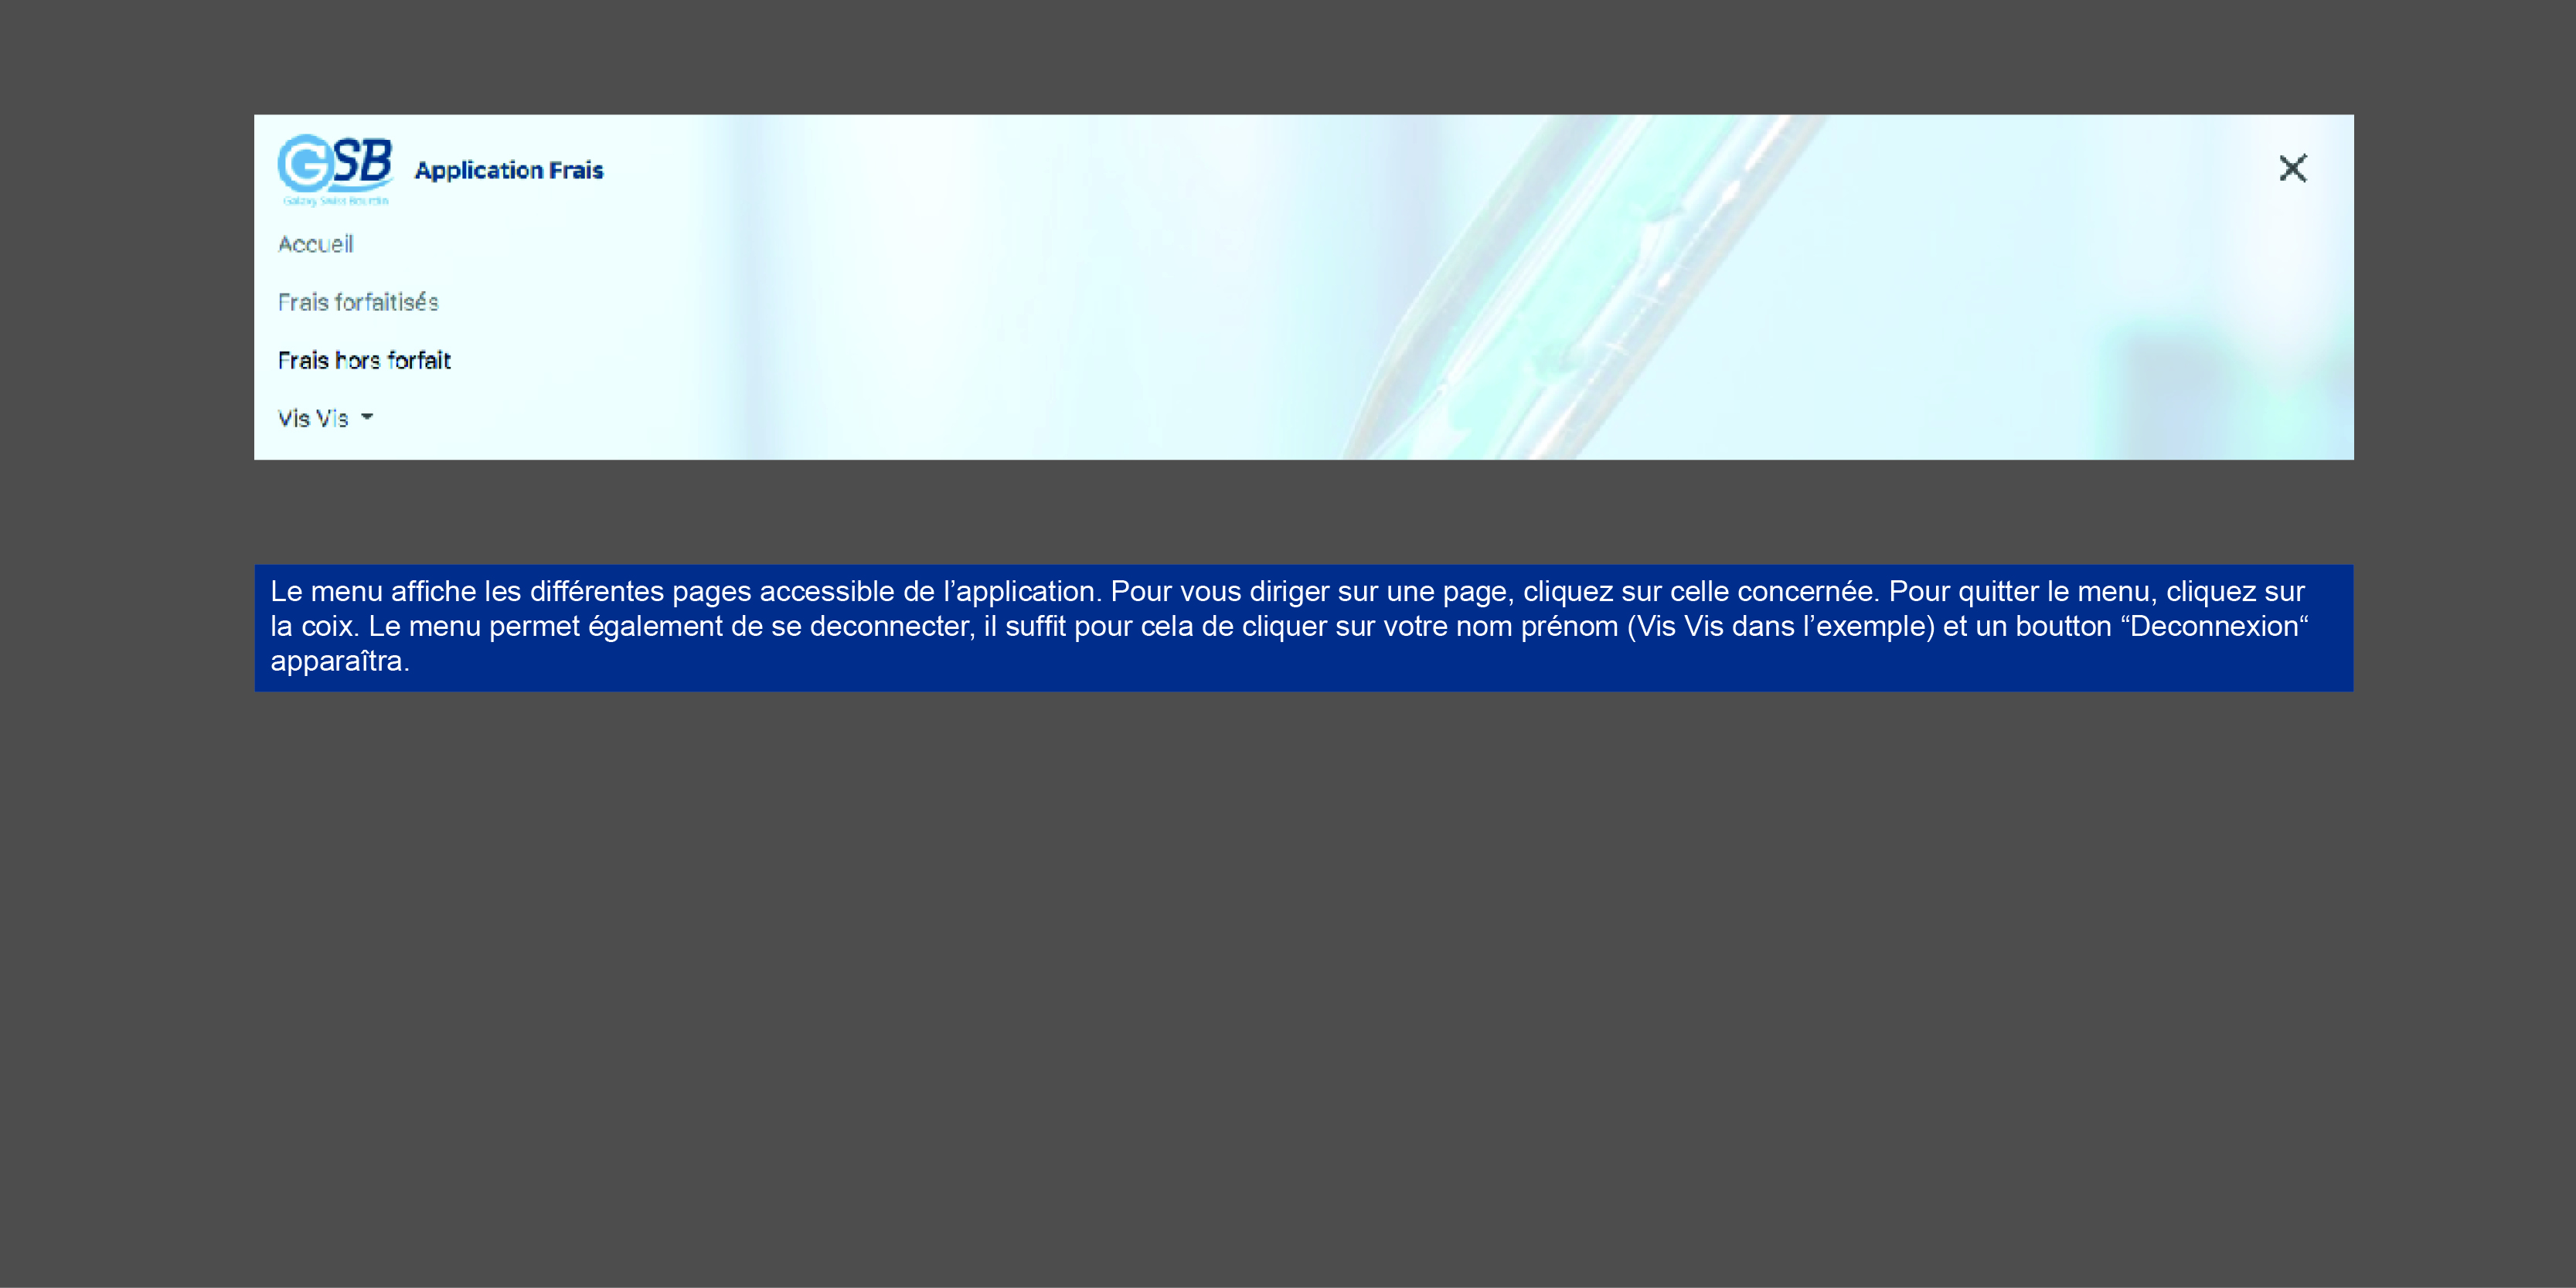 GSB
Galaxy Swiss Bourdin
Application Frais
Accueil
Frais forfaitisés
Frais hors forfait
Vis Vis
Le menu affiche les différentes pages accessible de l’application. Pour vous diriger sur une page, cliquez sur celle concernée. Pour quitter le menu, cliquez sur
la coix. Le menu permet également de se deconnecter, il suffit pour cela de cliquer sur votre nom prénom (Vis Vis dans l’exemple) et un boutton “Deconnexion“
apparaîtra.